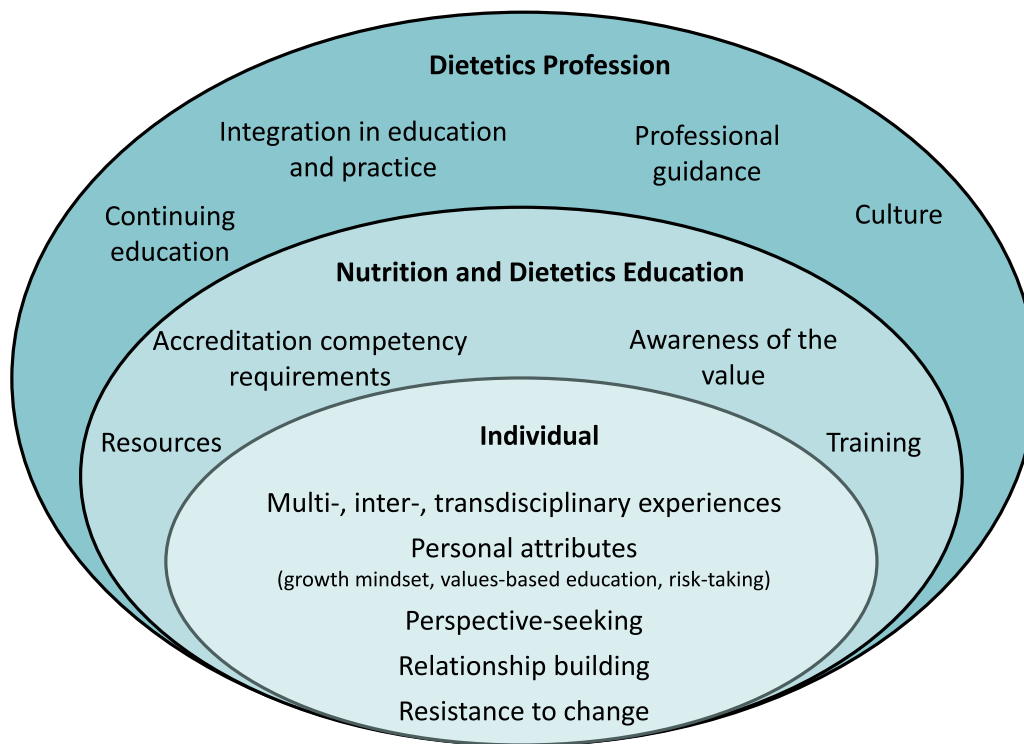 Dietetics Profession
Integration in education
and practice
Professional
guidance
Continuing
education
Culture
Nutrition and Dietetics Education
Accreditation competency
requirements
Awareness of the
value
Resources
Training
Individual
Multi-, inter-, transdisciplinary experiences
Personal attributes
(growth mindset, values-based education, risk-taking)
Perspective-seeking
Relationship building
Resistance to change